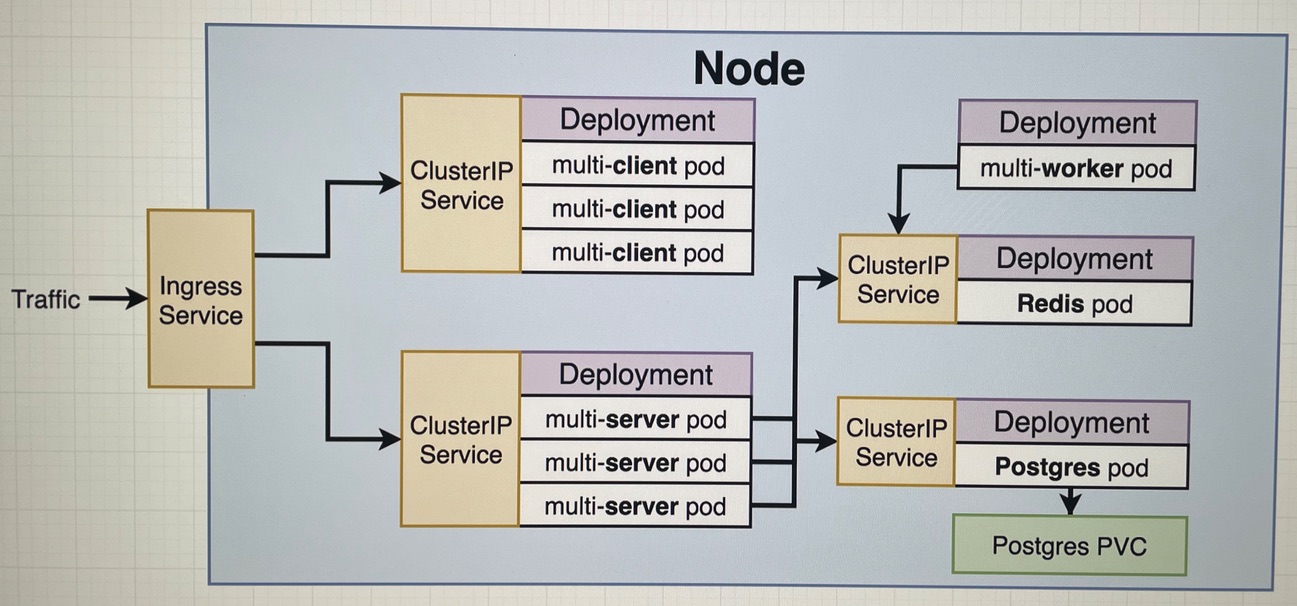 Node
Traffic
Ingress
Service
ClusterIP
Service
Deployment
multi-client pod
multi-client pod
multi-client pod
ClusterIP
Service
Deployment
multi-server pod
multi-server pod
multi-server pod
Deployment
multi-worker pod
ClusterIP
Service
Deployment
Redis pod
ClusterIP
Service
Deployment
Postgres pod
Postgres PVC